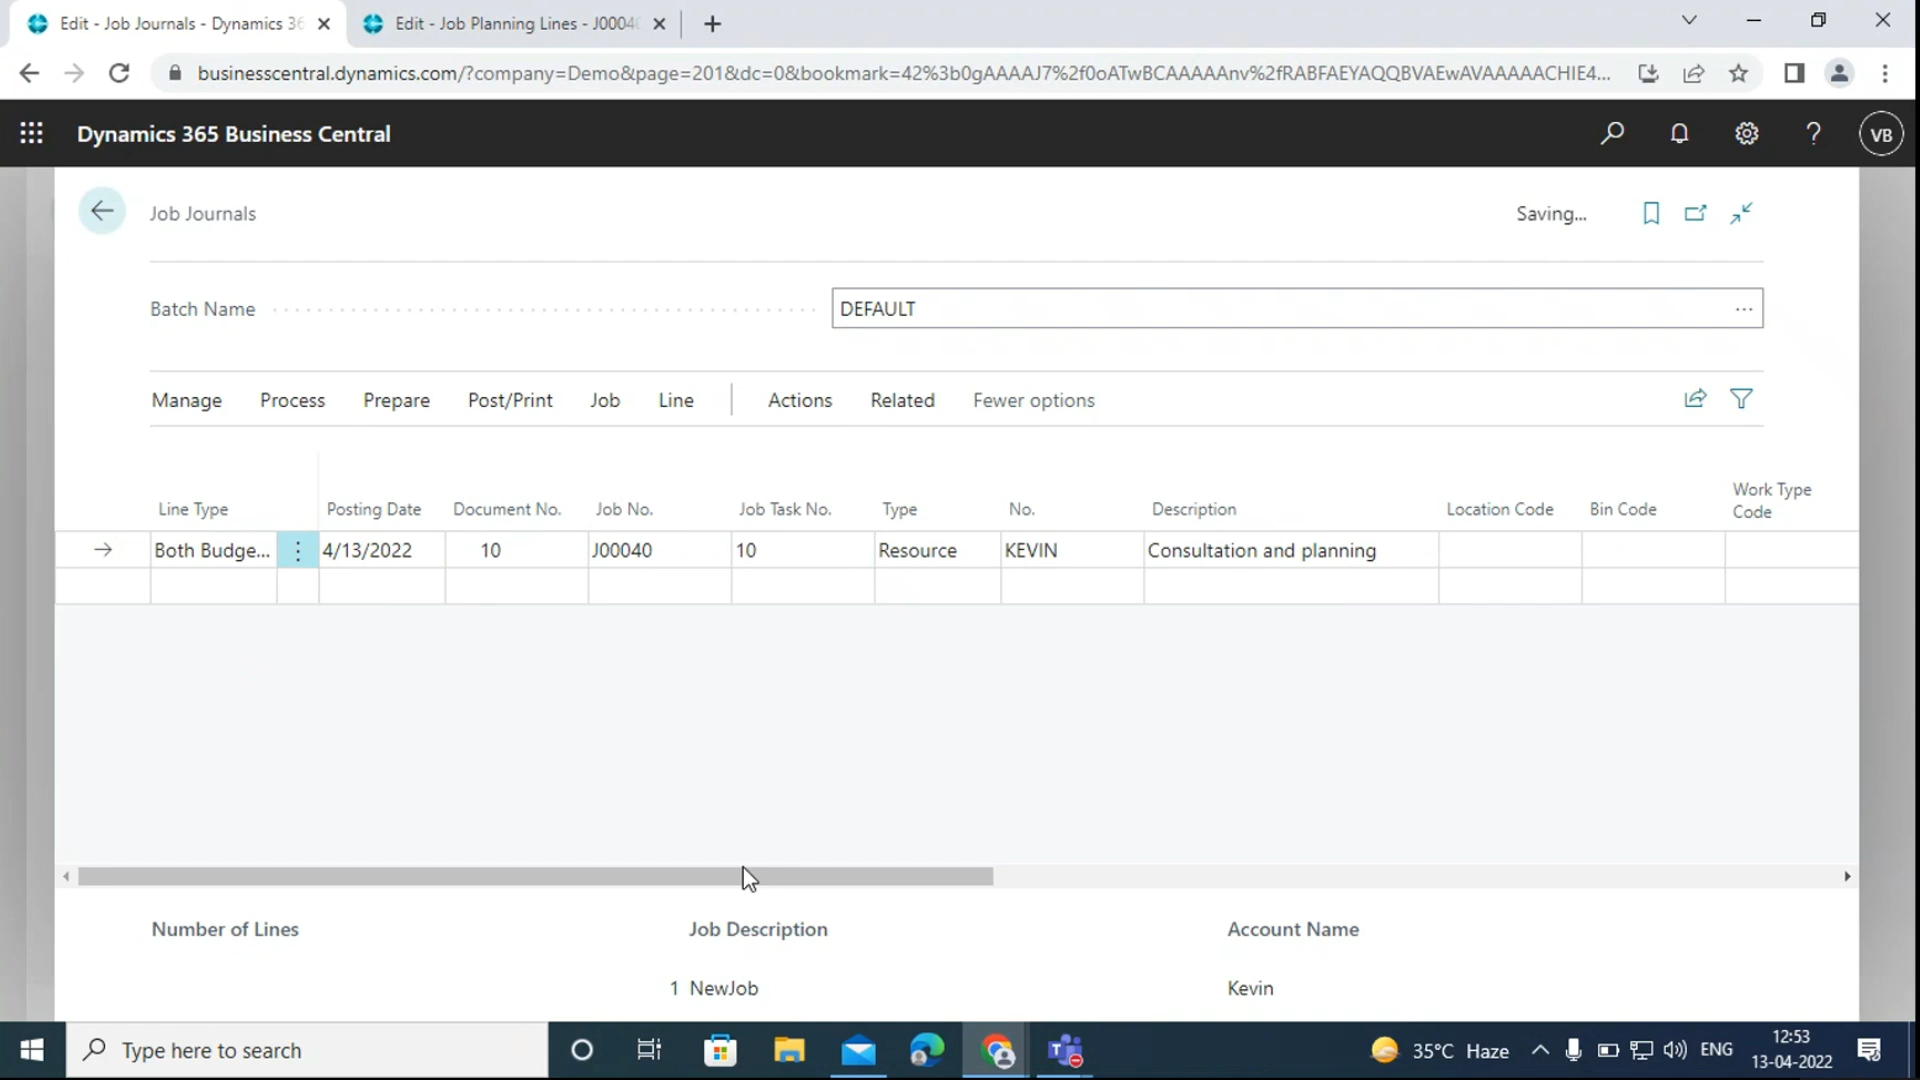 Edit - Job Journals - Dynamics 36
Edit - Job Planning Lines - J0004
businesscentral.dynamics.com/?company=Demo&page=201&dc=0&bookmark=42%3b0gAAAAJ7%2f0oATwBCAAAAAnv%2fRABFAEYAQQBVAEwAVAAAAACHIE4...
Dynamics 365 Business Central
VB
Job Journals
Saving...
Batch Name
DEFAULT
Manage Process Prepare Post/Print Job Line Actions Related Fewer options
Line Type Posting Date Document No. Job No. Job Task No. Type No. Description Location Code Bin Code Work Type Code
Both Budge... 4/13/2022 10 J00040 10 Resource KEVIN Consultation and planning
Number of Lines Job Description Account Name
1 NewJob Kevin
Type here to search
35°C Haze
ENG
12:53
13-04-2022